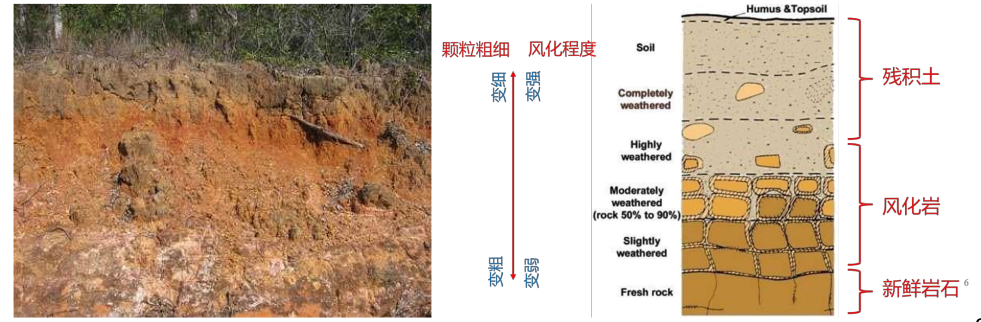 颗粒粗细
风化程度
变细
变强
变粗
变弱
Humus &Topsoil
Soil
Completely
weathered
Highly
weathered
Moderately
weathered
(rock 50% to 90%)
Slightly
weathered
Fresh rock
残积土
风化岩
新鲜岩石
6